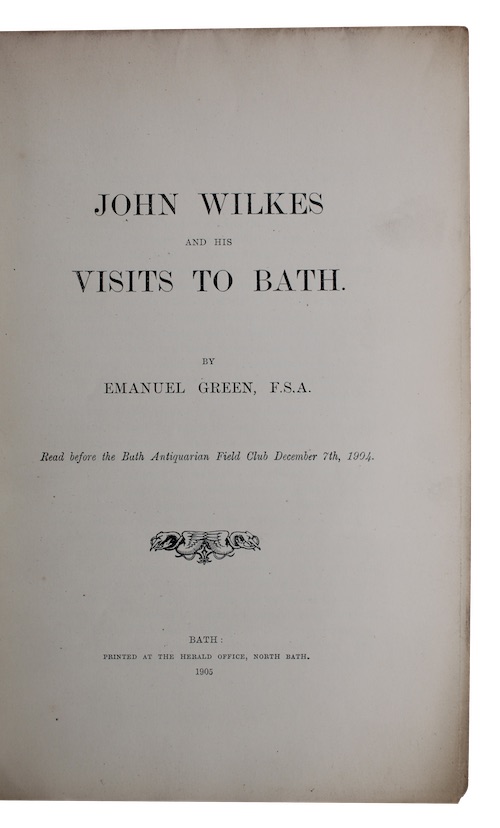 JOHN WILKES
AND HIS
VISITS TO BATH.
BY
EMANUEL GREEN, F.S.A.
Read before the Bath Antiquarian Field Club December 7th, 1904.
BATH:
PRINTED AT THE HERALD OFFICE, NORTH BATH.
1905